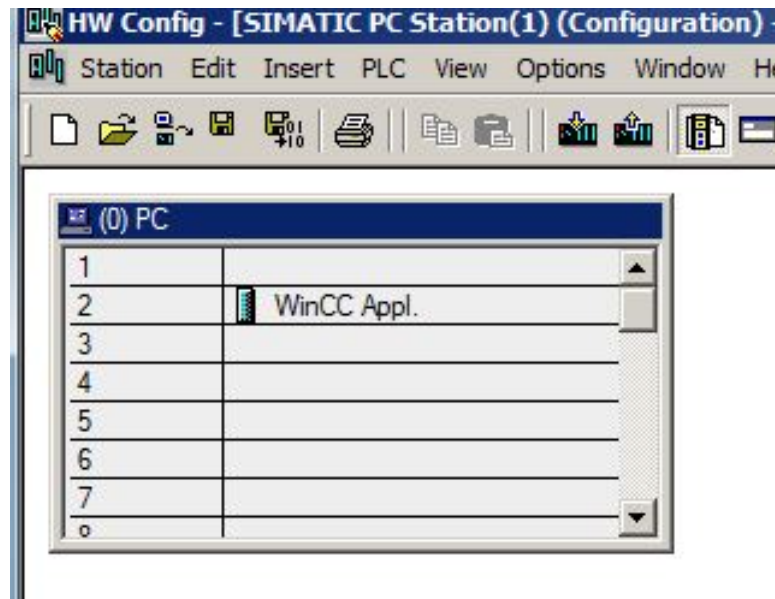 HW Config - [SIMATIC PC Station(1) (Configuration) -
Station Edit Insert PLC View Options Window He
(0) PC
1
2 WinCC Appl.
3
4
5
6
7